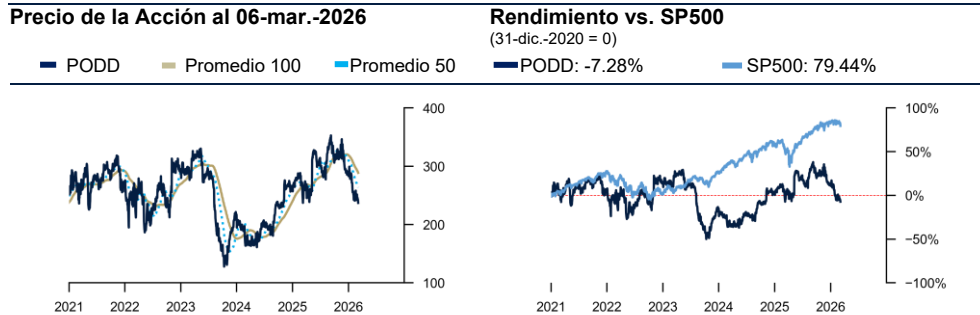 Precio de la Acción al 06-mar.-2026
PODD Promedio 100 Promedio 50
400
300
200
100
2021 2022 2023 2024 2025 2026
Rendimiento vs. SP500
(31-dic.-2020 = 0)
PODD: -7.28% SP500: 79.44%
100%
50%
0%
−50%
−100%
2021 2022 2023 2024 2025 2026